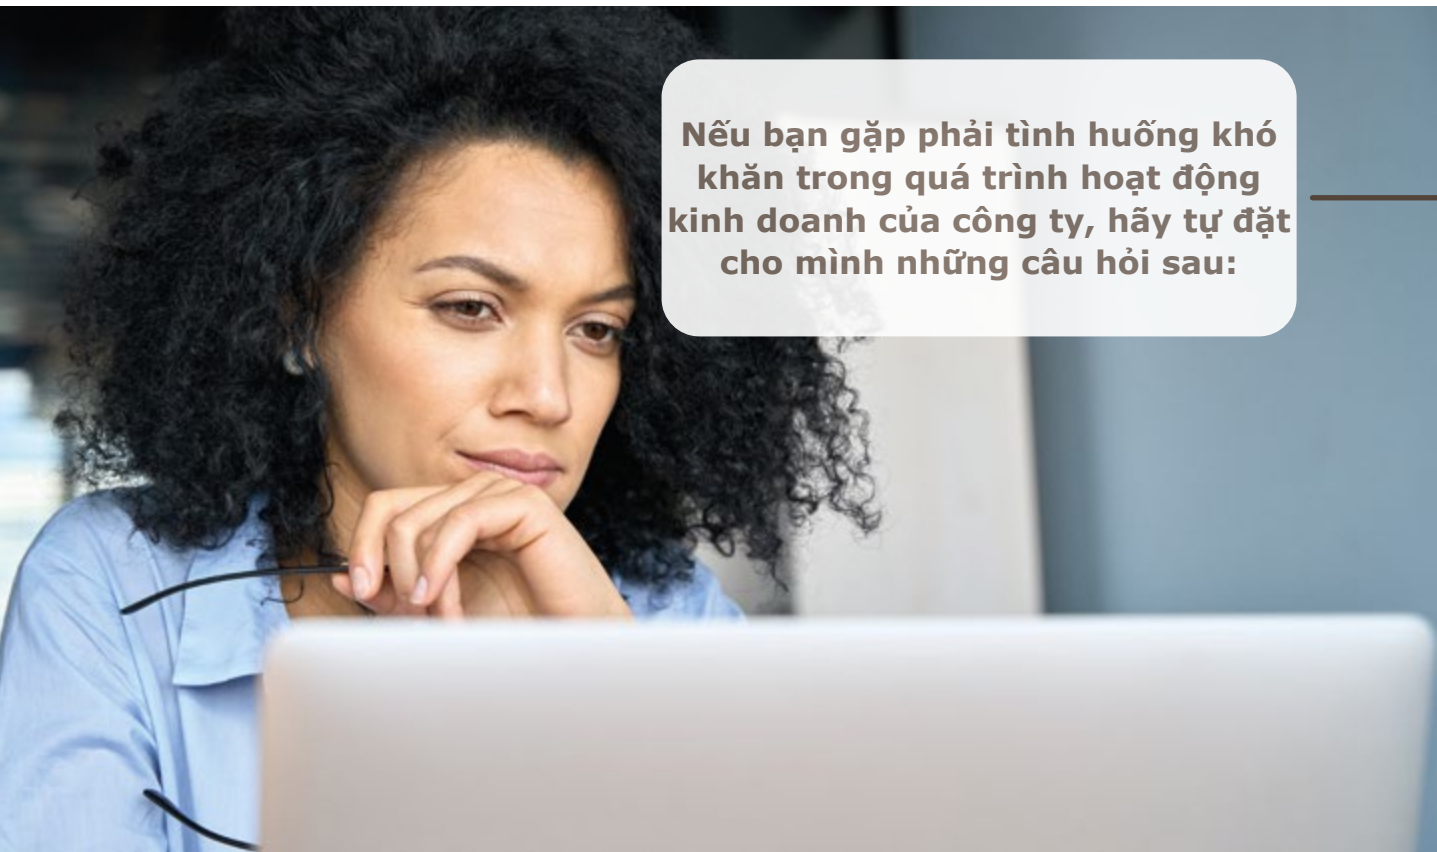 Nếu bạn gặp phải tình huống khó
khăn trong quá trình hoạt động
kinh doanh của công ty, hãy tự đặt
cho mình những câu hỏi sau: